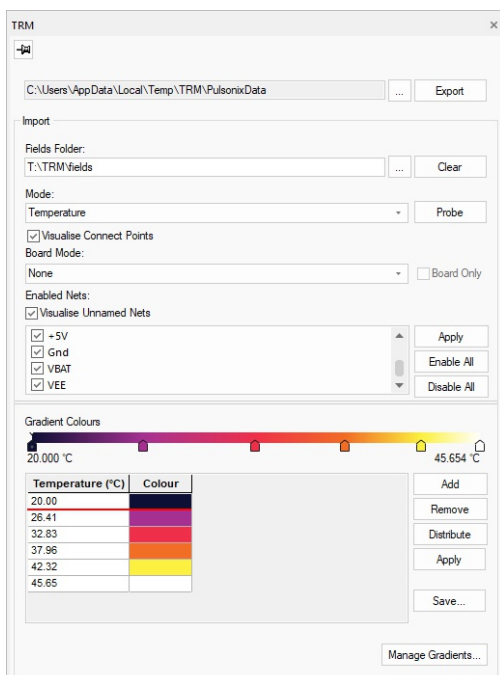 TRM
C:\Users\AppData\Local\Temp\TRM\PulsonixData ... Export
Import
Fields Folder:
T:\TRM\fields ... Clear
Mode:
Temperature Probe
Visualise Connect Points
Board Mode:
None Board Only
Enabled Nets:
Visualise Unnamed Nets
+5V Apply
Gnd
VBAT Enable All
VEE Disable All
Gradient Colours
20.000 °C 45.654 °C
Temperature (°C) Colour Add
20.00
26.41 Remove
32.83 Distribute
37.96
42.32 Apply
45.65
Save...
Manage Gradients...